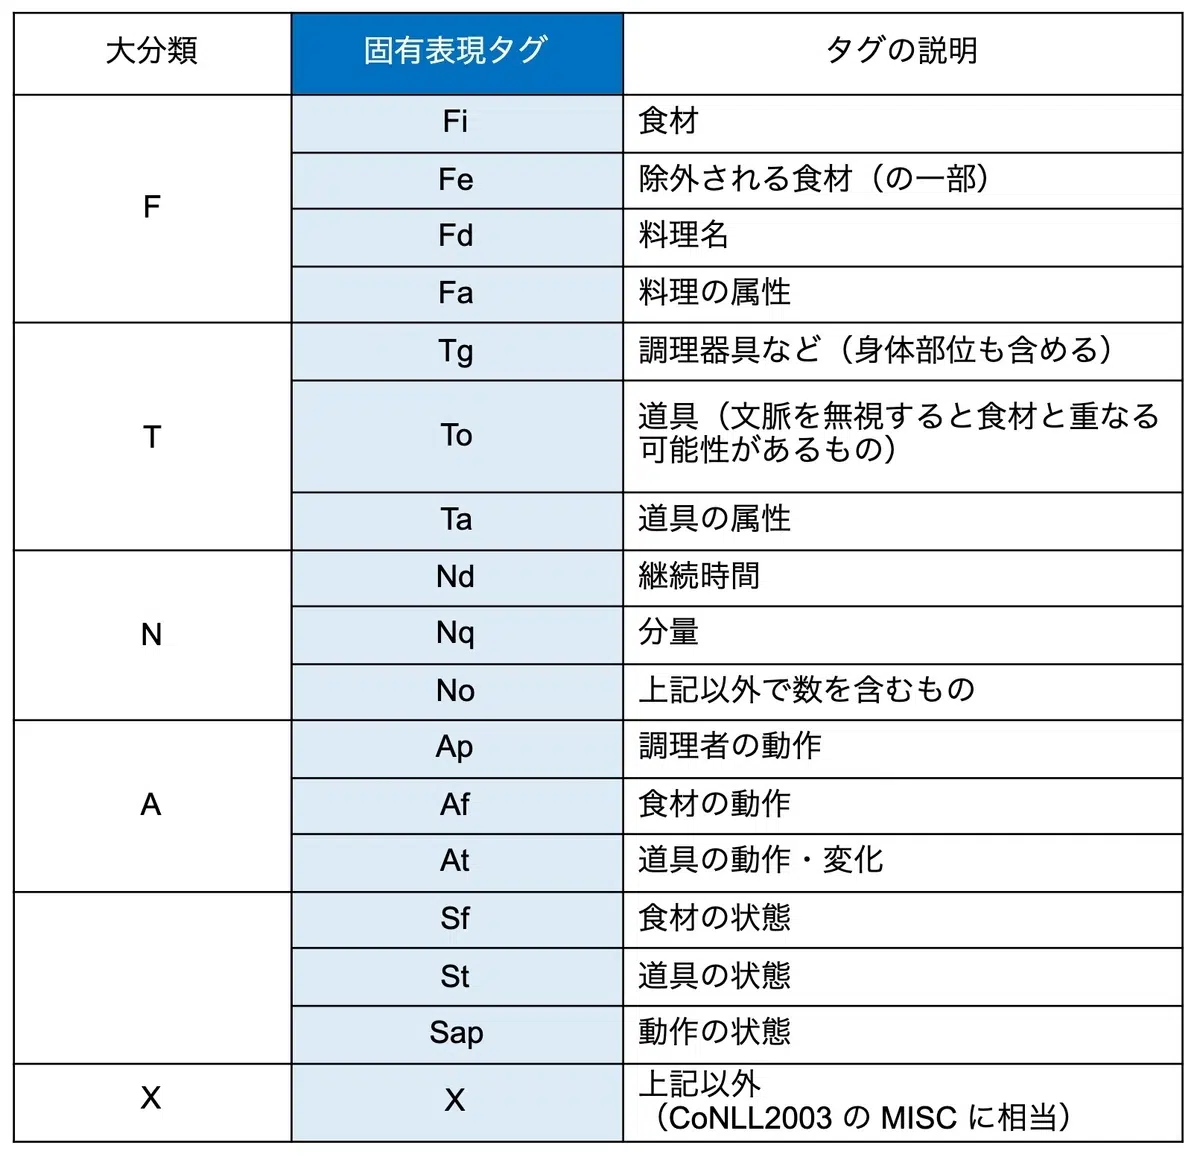 大分類 固有表現タグ タグの説明
F
Fi 食材
Fe 除外される食材（の一部）
Fd 料理名
Fa 料理の属性
T
Tg 調理器具など（身体部位も含める）
To 道具（文脈を無視すると食材と重なる
可能性があるもの）
Ta 道具の属性
N
Nd 継続時間
Nq 分量
No 上記以外で数を含むもの
A
Ap 調理者の動作
Af 食材の動作
At 道具の動作・変化
Sf 食材の状態
St 道具の状態
Sap 動作の状態
X X 上記以外
（CoNLL2003 の MISC に相当）